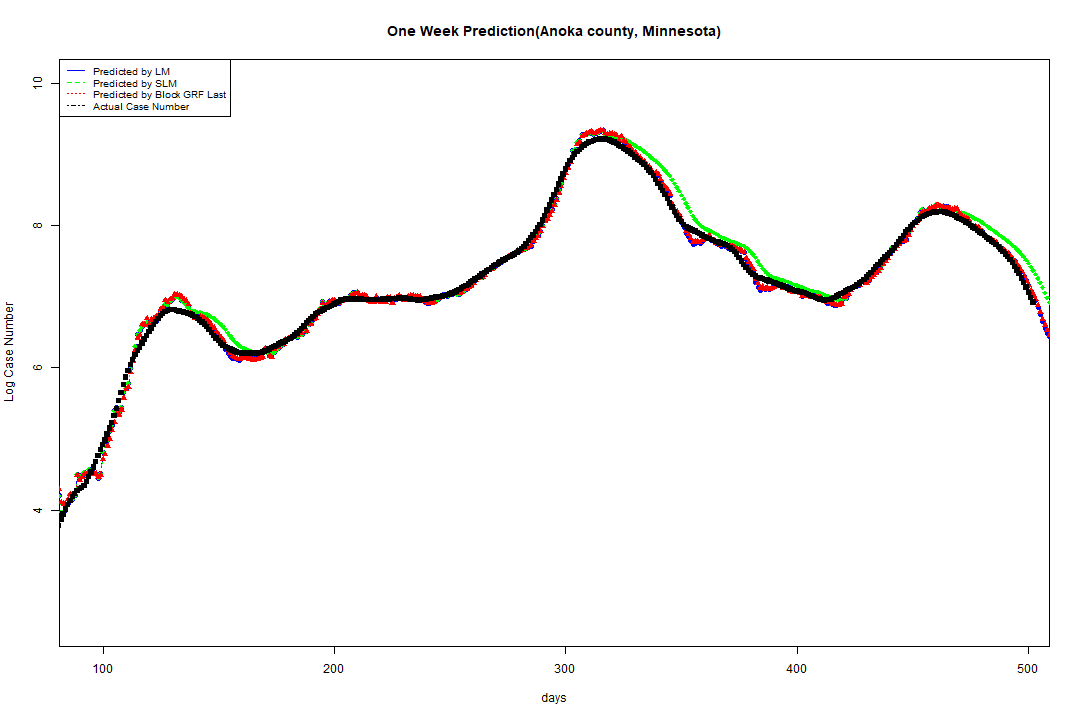 One Week Prediction(Anoka county, Minnesota)
Predicted by LM
Predicted by SLM
Predicted by Block GRF Last
Actual Case Number
10
8
6
4
Log Case Number
100 200 300 400 500
days